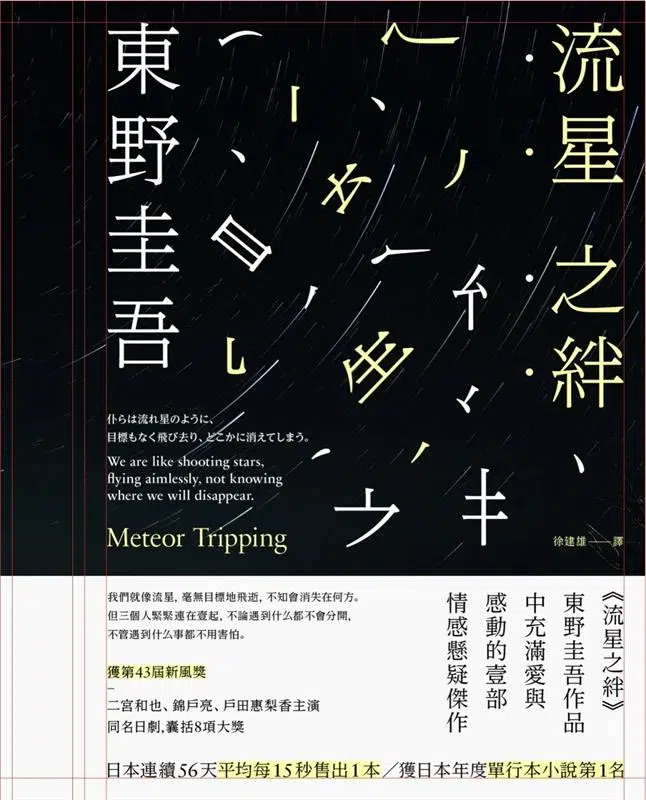 流星之絆
東野圭吾
仆らは流れ星のように、
目標もなく飛び去り、どこかに消えてしまう。
We are like shooting stars,
flying aimlessly, not knowing
where we will disappear.
Meteor Tripping
徐建雄──譯
《流星之絆》
東野圭吾作品
中充滿愛與
感動的壹部
情感懸疑傑作
我們就像流星，毫無目標地飛逝，不知會消失在何方。
但三個人緊緊連在壹起，不論遇到什么都不會分開，
不管遇到什么事都不用害怕。
獲第43届新風獎
二宮和也、錦戶亮、戶田惠梨香主演
同名日劇,囊括8項大獎
日本連續56天平均每15秒售出1本／獲日本年度單行本小說第1名